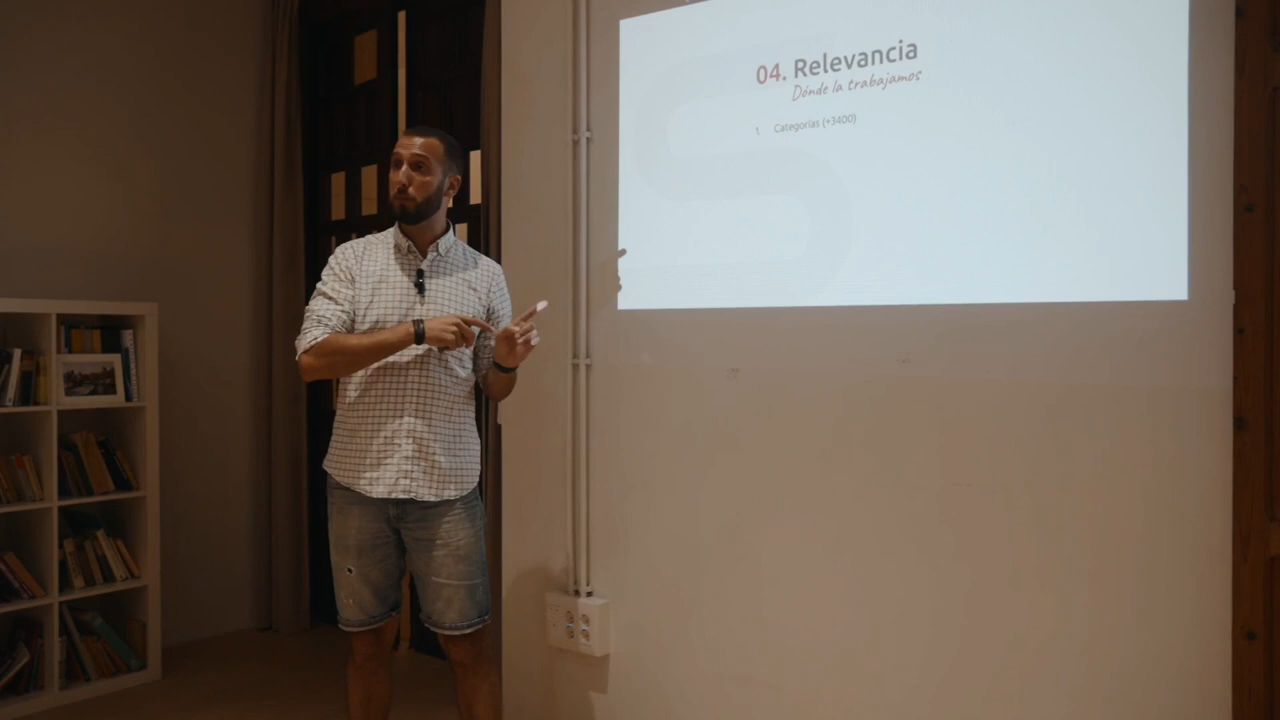 04. Relevancia
Dónde la trabajamos
1. Categorías (+3400)